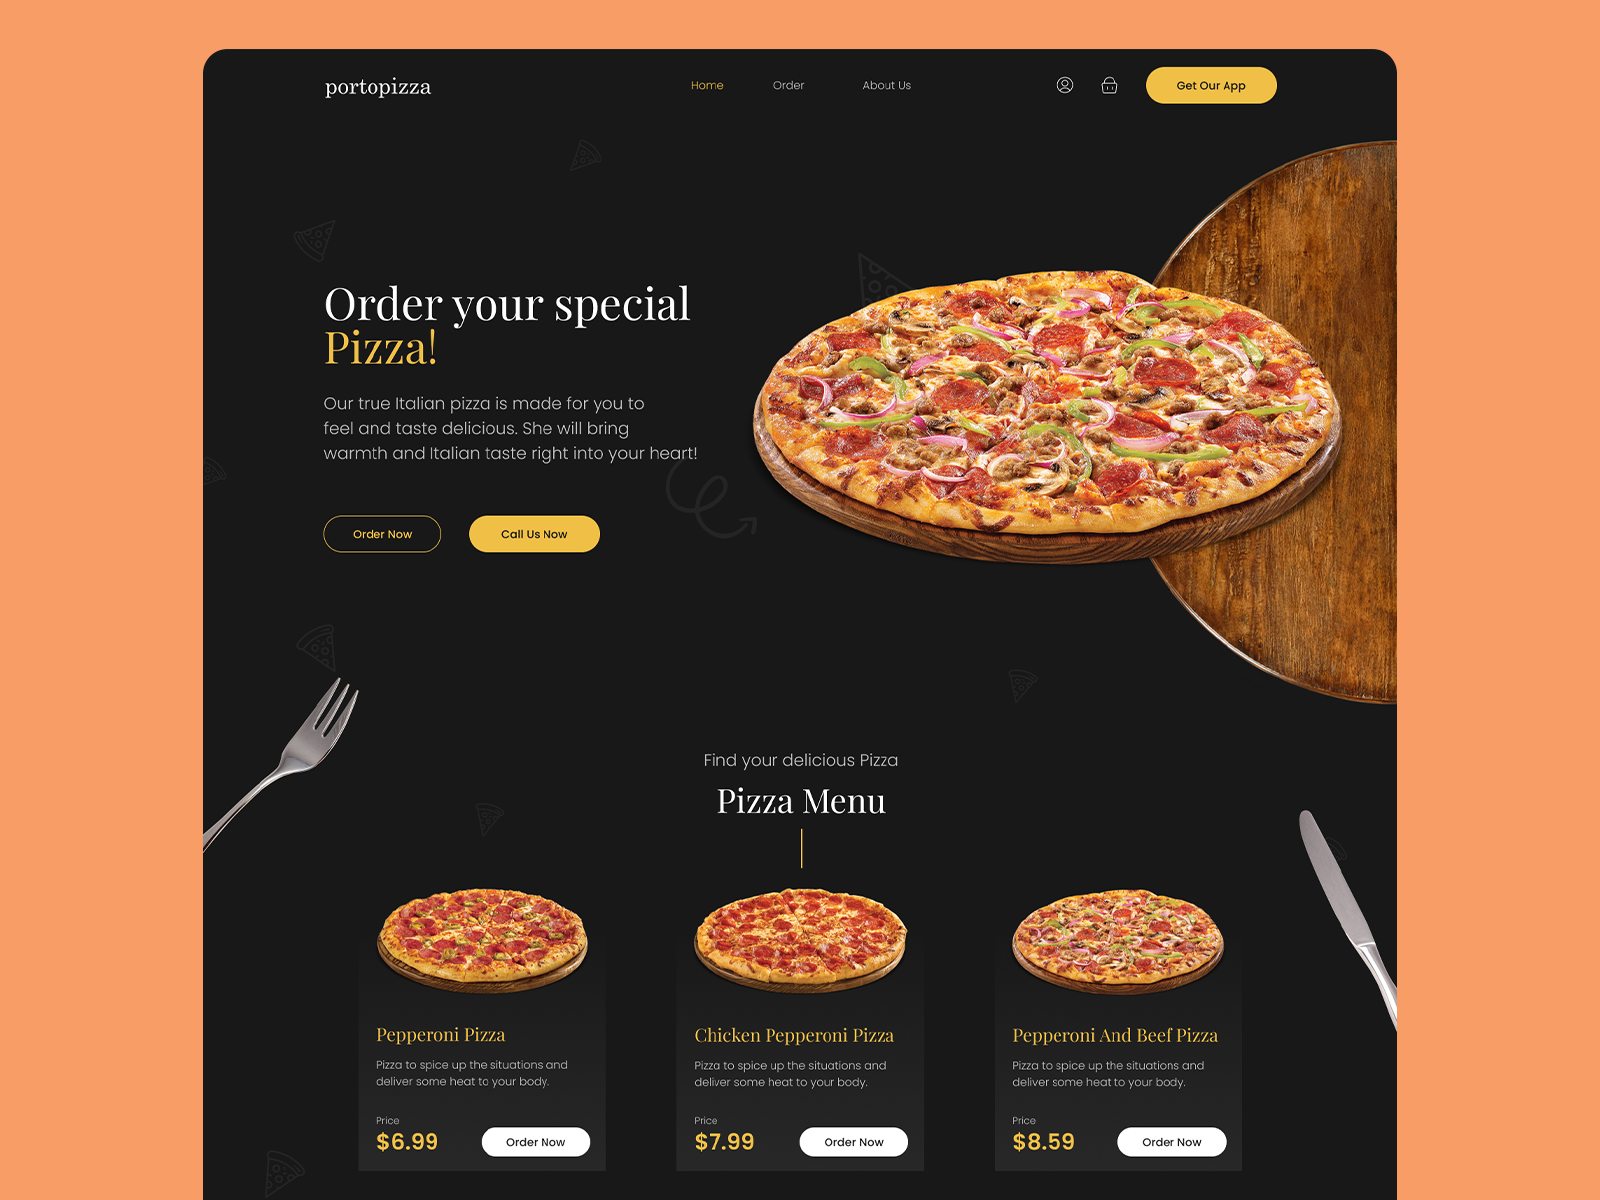 portopizza
Home
Order
About Us
Get Our App
Order your special
Pizza!
Our true Italian pizza is made for you to
feel and taste delicious. She will bring
warmth and Italian taste right into your heart!
Order Now
Call Us Now
Find your delicious Pizza
Pizza Menu
Pepperoni Pizza
Pizza to spice up the situations and
deliver some heat to your body.
Price
$6.99
Order Now
Chicken Pepperoni Pizza
Pizza to spice up the situations and
deliver some heat to your body.
Price
$7.99
Order Now
Pepperoni And Beef Pizza
Pizza to spice up the situations and
deliver some heat to your body.
Price
$8.59
Order Now